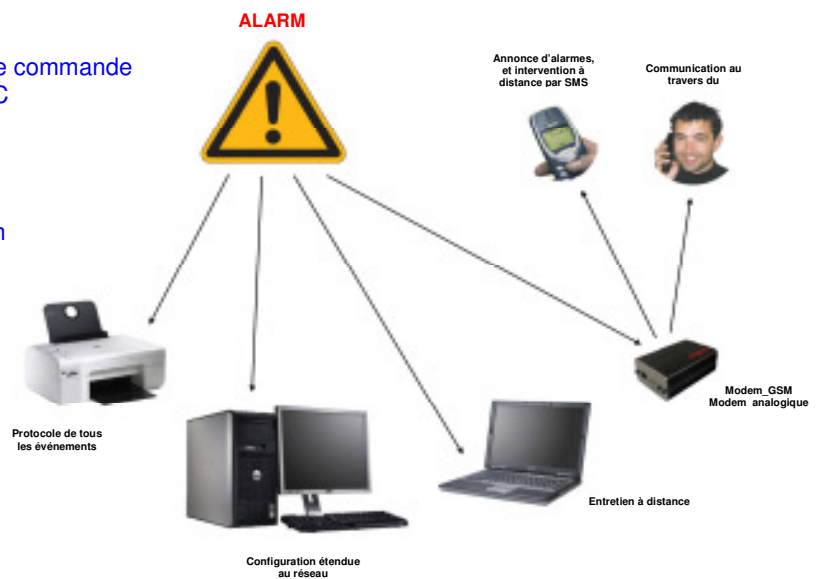 ALARM
e commande
C
n
Annonce d'alarmes,
et intervention à
distance par SMS
Communication au
travers du
Modem_GSM
Modem analogique
Protocole de tous
les événements
Entretien à distance
Configuration étendue
au réseau